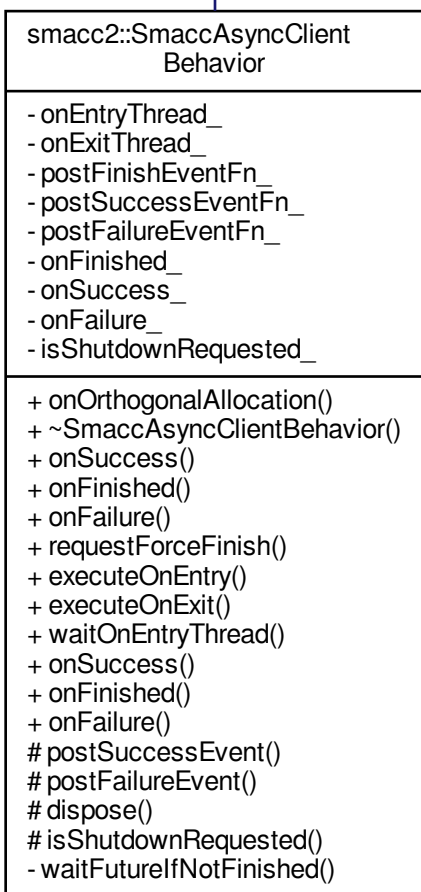 smacc2::SmaccAsyncClient
Behavior
- onEntryThread_
- onExitThread_
- postFinishEventFn_
- postSuccessEventFn_
- postFailureEventFn_
- onFinished_
- onSuccess_
- onFailure_
- isShutdownRequested_
+ onOrthogonalAllocation()
+ ~SmaccAsyncClientBehavior()
+ onSuccess()
+ onFinished()
+ onFailure()
+ requestForceFinish()
+ executeOnEntry()
+ executeOnExit()
+ waitOnEntryThread()
+ onSuccess()
+ onFinished()
+ onFailure()
# postSuccessEvent()
# postFailureEvent()
# dispose()
# isShutdownRequested()
- waitFutureIfNotFinished()